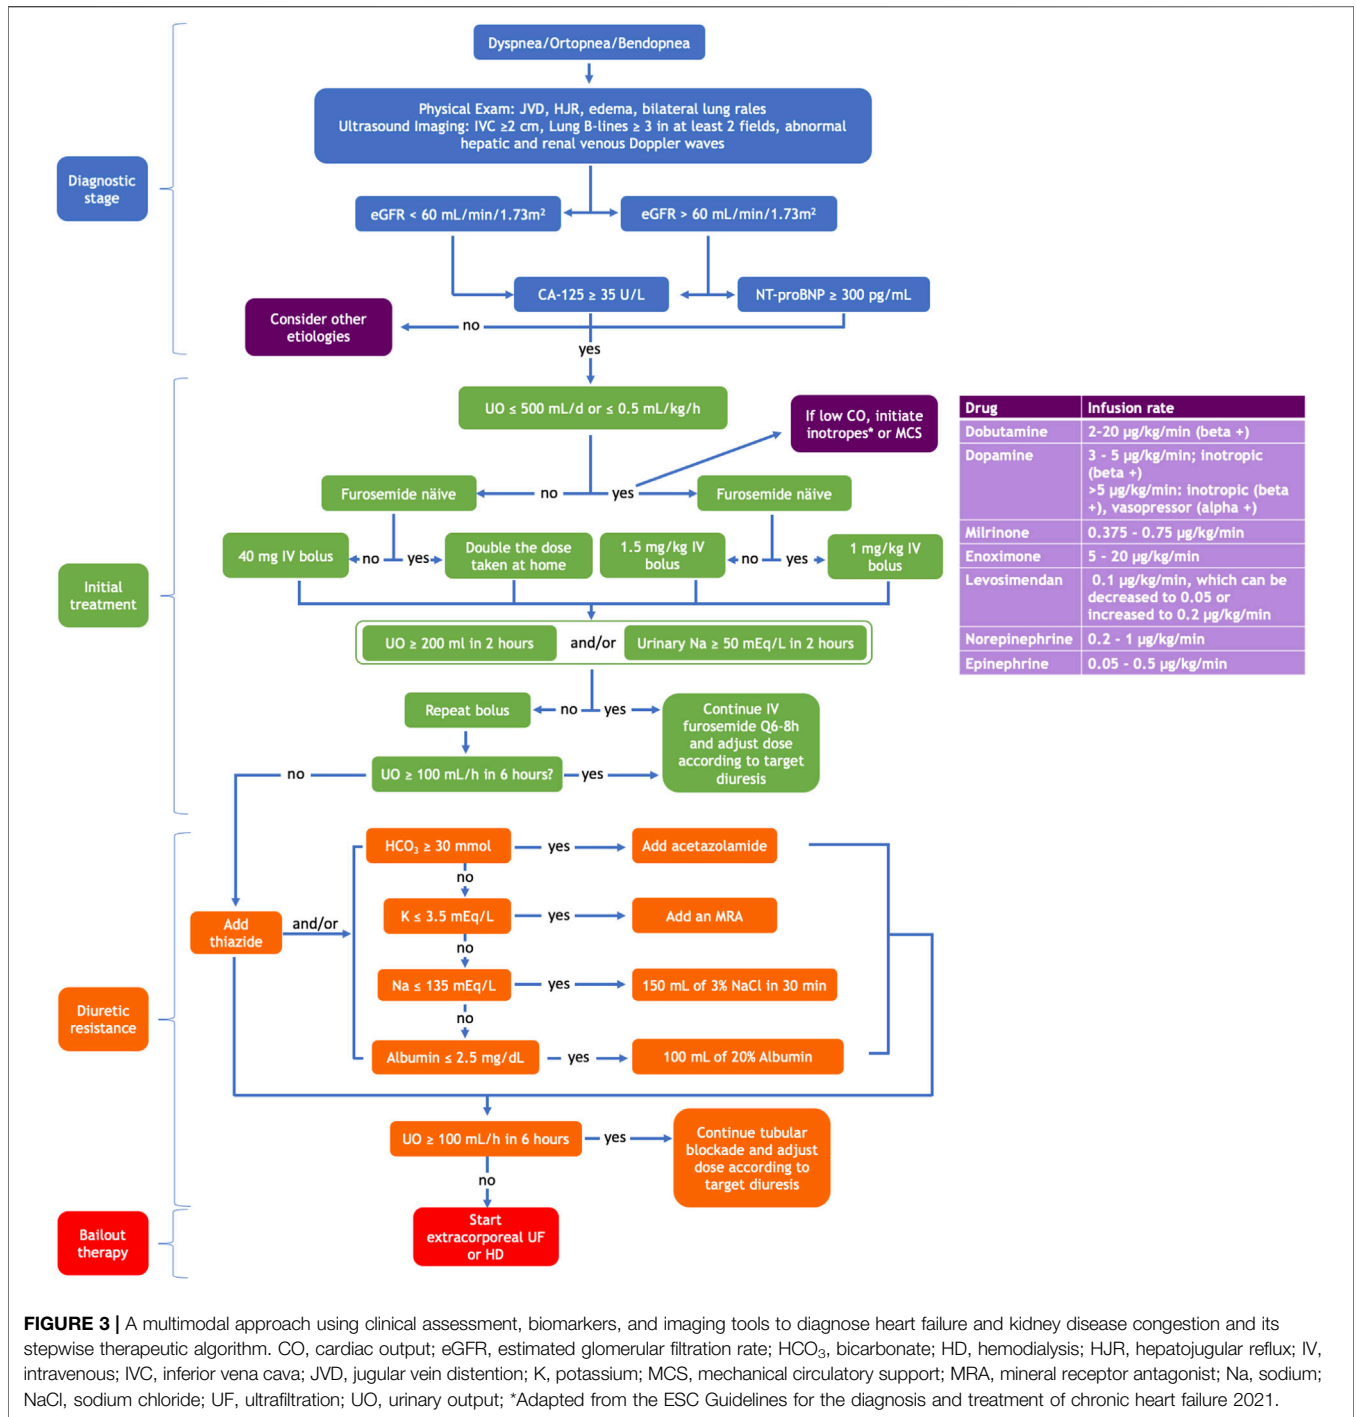 Dyspnea/Ortopnea/Bendopnea
Physical Exam: JVD, HJR, edema, bilateral lung rales
Ultrasound Imaging: IVC ≥2 cm, Lung B-lines ≥ 3 in at least 2 fields, abnormal
hepatic and renal venous Doppler waves
Diagnostic
stage
eGFR < 60 mL/min/1.73m²
eGFR > 60 mL/min/1.73m²
CA-125 ≥ 35 U/L
NT-proBNP ≥ 300 pg/mL
Consider other
etiologies
no
yes
UO ≤ 500 mL/d or ≤ 0.5 mL/kg/h
If low CO, initiate
inotropes* or MCS
Furosemide näive
no
yes
Furosemide näive
40 mg IV bolus
no
yes
Double the dose
taken at home
1.5 mg/kg IV
bolus
no
yes
1 mg/kg IV
bolus
Initial
treatment
UO ≥ 200 ml in 2 hours
and/or
Urinary Na ≥ 50 mEq/L in 2 hours
Repeat bolus
no
yes
Continue IV
furosemide Q6-8h
and adjust dose
according to target
diuresis
no
UO ≥ 100 mL/h in 6 hours?
yes
Drug Infusion rate
Dobutamine 2-20 µg/kg/min (beta +)
Dopamine 3 - 5 µg/kg/min; inotropic
(beta +)
>5 µg/kg/min: inotropic (beta
+), vasopressor (alpha +)
Milrinone 0.375 - 0.75 µg/kg/min
Enoximone 5 - 20 µg/kg/min
Levosimendan 0.1 µg/kg/min, which can be
decreased to 0.05 or
increased to 0.2 µg/kg/min
Norepinephrine 0.2 - 1 µg/kg/min
Epinephrine 0.05 - 0.5 µg/kg/min
HCO₃ ≥ 30 mmol
yes
Add acetazolamide
no
Add
thiazide
and/or
K ≤ 3.5 mEq/L
yes
Add an MRA
no
Na ≤ 135 mEq/L
yes
150 mL of 3% NaCl in 30 min
Diuretic
resistance
no
Albumin ≤ 2.5 mg/dL
yes
100 mL of 20% Albumin
UO ≥ 100 mL/h in 6 hours
yes
Continue tubular
blockade and adjust
dose according to
target diuresis
no
Bailout
therapy
Start
extracorporeal UF
or HD
FIGURE 3 | A multimodal approach using clinical assessment, biomarkers, and imaging tools to diagnose heart failure and kidney disease congestion and its
stepwise therapeutic algorithm. CO, cardiac output; eGFR, estimated glomerular filtration rate; HCO₃, bicarbonate; HD, hemodialysis; HJR, hepatojugular reflux; IV,
intravenous; IVC, inferior vena cava; JVD, jugular vein distention; K, potassium; MCS, mechanical circulatory support; MRA, mineral receptor antagonist; Na, sodium;
NaCl, sodium chloride; UF, ultrafiltration; UO, urinary output; *Adapted from the ESC Guidelines for the diagnosis and treatment of chronic heart failure 2021.